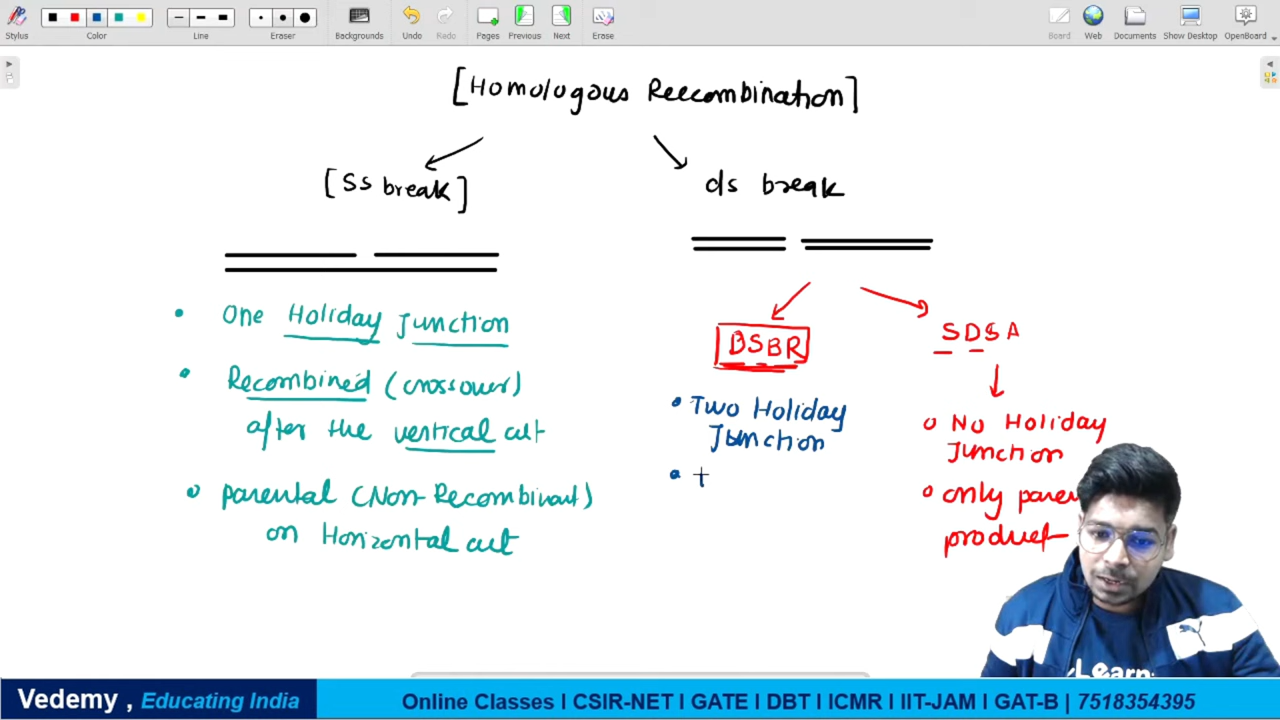 Stylus
Color
Line
Eraser
Backgrounds
Undo
Redo
Pages
Previous
Next
Erase
Board
Web
Documents
Show Desktop
OpenBoard
[Homologous Reecombination]
[Ss break]
ds break
• One Holiday Junction
• Recombined (crossover)
after the vertical cut
• parental (Non-Recombinant)
on Horizontal cut
DSBR
• Two Holiday
Junction
•
SDSA
No Holiday
Junction
only
product
Learn
Vedemy , Educating India
Online Classes I CSIR-NET I GATE I DBT I ICMR I IIT-JAM I GAT-B | 7518354395